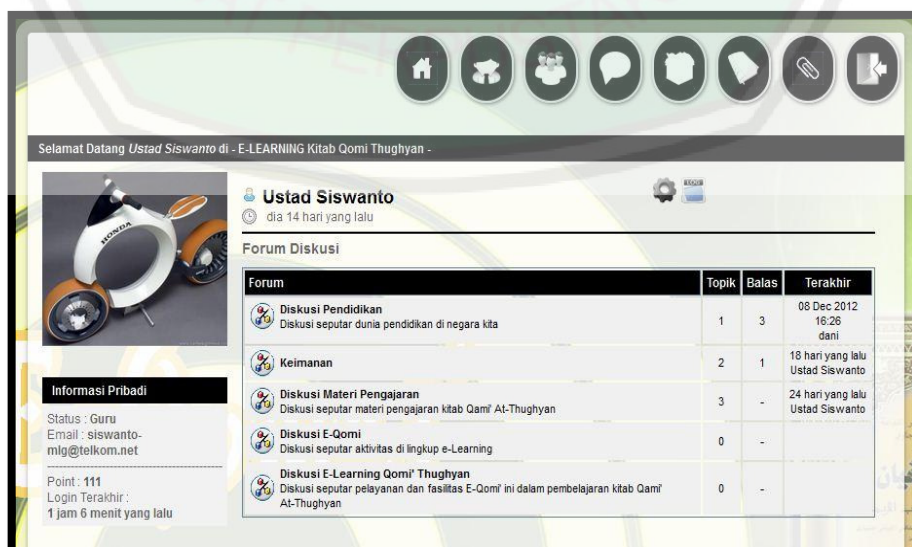 PERPUSTAKAAN
Selamat Datang Ustad Siswanto di - E-LEARNING Kitab Qomi Thughyan -
HONDA
Ustad Siswanto
LOG
dia 14 hari yang lalu
Forum Diskusi
Forum Topik Balas Terakhir
Diskusi Pendidikan
Diskusi seputar dunia pendidikan di negara kita
1 3
08 Dec 2012
16:26
dani
Keimanan
2 1
18 hari yang lalu
Ustad Siswanto
Diskusi Materi Pengajaran
Diskusi seputar materi pengajaran kitab Qami' At-Thughyan
3 -
24 hari yang lalu
Ustad Siswanto
Diskusi E-Qomi
Diskusi seputar aktivitas di lingkup e-Learning
0 -
Diskusi E-Learning Qomi' Thughyan
Diskusi seputar pelayanan dan fasilitas E-Qomi' ini dalam pembelajaran kitab Qami'
At-Thughyan
0 -
Informasi Pribadi
Status : Guru
Email : siswanto-
mlg@telkom.net
Point : 111
Login Terakhir :
1 jam 6 menit yang lalu